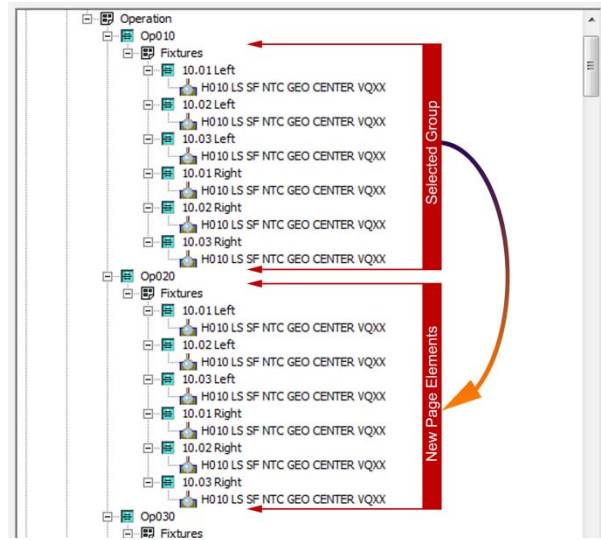 Operation
Op010
Fixtures
10.01 Left
H010 LS SF NTC GEO CENTER VQXX
10.02 Left
H010 LS SF NTC GEO CENTER VQXX
10.03 Left
H010 LS SF NTC GEO CENTER VQXX
10.01 Right
H010 LS SF NTC GEO CENTER VQXX
10.02 Right
H010 LS SF NTC GEO CENTER VQXX
10.03 Right
H010 LS SF NTC GEO CENTER VQXX
Selected Group
Op020
Fixtures
10.01 Left
H010 LS SF NTC GEO CENTER VQXX
10.02 Left
H010 LS SF NTC GEO CENTER VQXX
10.03 Left
H010 LS SF NTC GEO CENTER VQXX
10.01 Right
H010 LS SF NTC GEO CENTER VQXX
10.02 Right
H010 LS SF NTC GEO CENTER VQXX
10.03 Right
H010 LS SF NTC GEO CENTER VQXX
New Page Elements
Op030
Fixtures